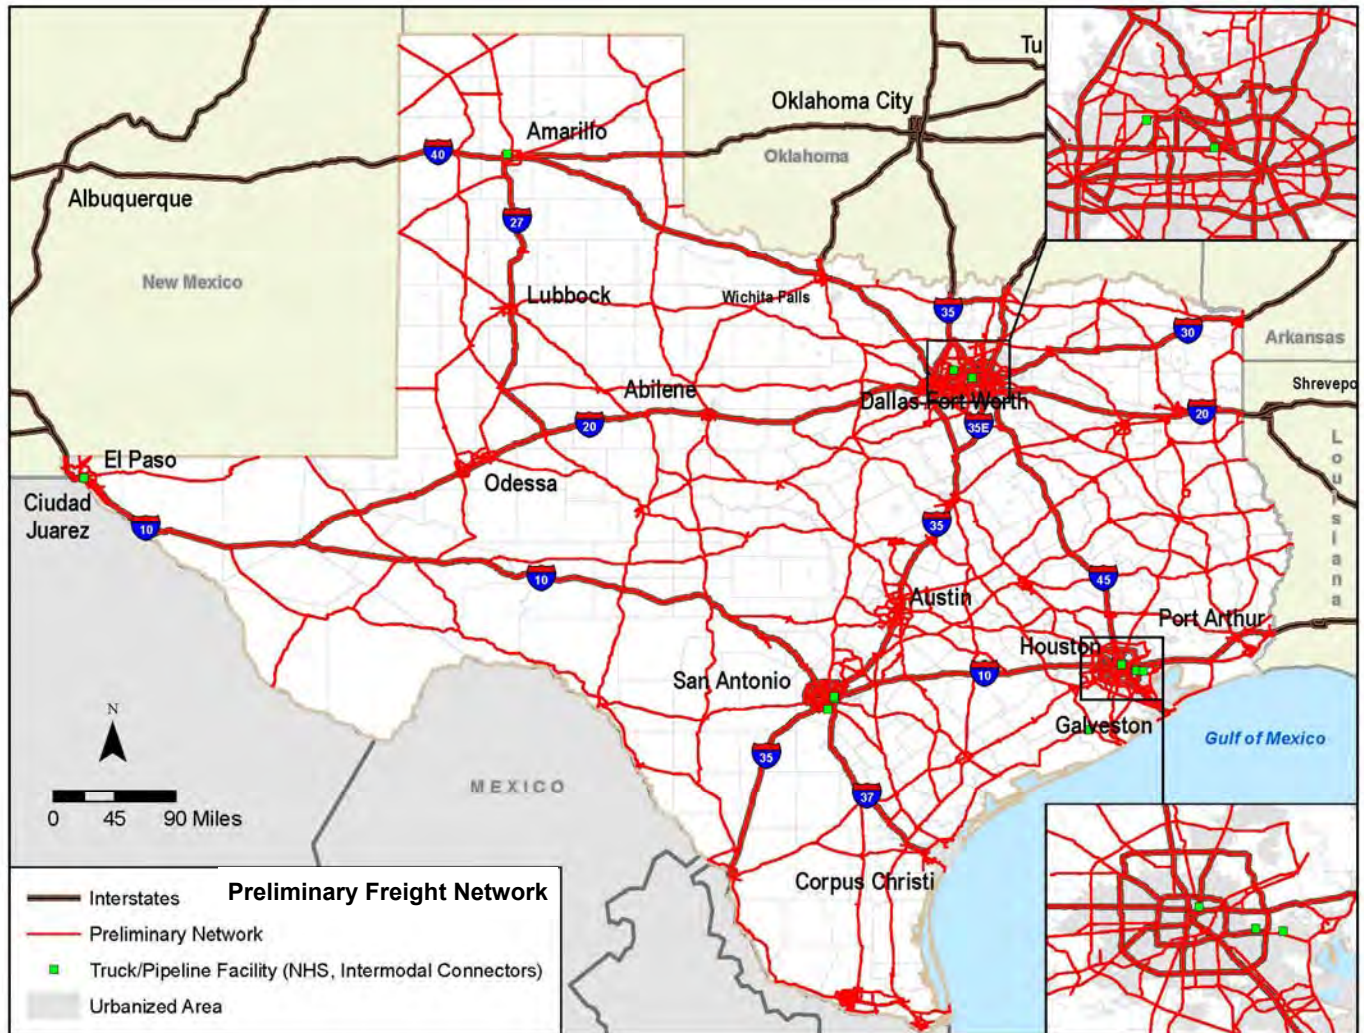 Tu
Oklahoma City
Amarillo
Oklahoma
40
Albuquerque
27
New Mexico
Lubbock
Wichita Falls
35
30
Arkansas
Abilene
Shrevepo
Dallas Fort Worth
20
20
35E
El Paso
Louisiana
Odessa
Ciudad
Juarez
10
35
10
45
Austin
Port Arthur
Houston
San Antonio
10
Galveston
Gulf of Mexico
N
35
MEXICO
37
0 45 90 Miles
Corpus Christi
Preliminary Freight Network
Interstates
Preliminary Network
Truck/Pipeline Facility (NHS, Intermodal Connectors)
Urbanized Area